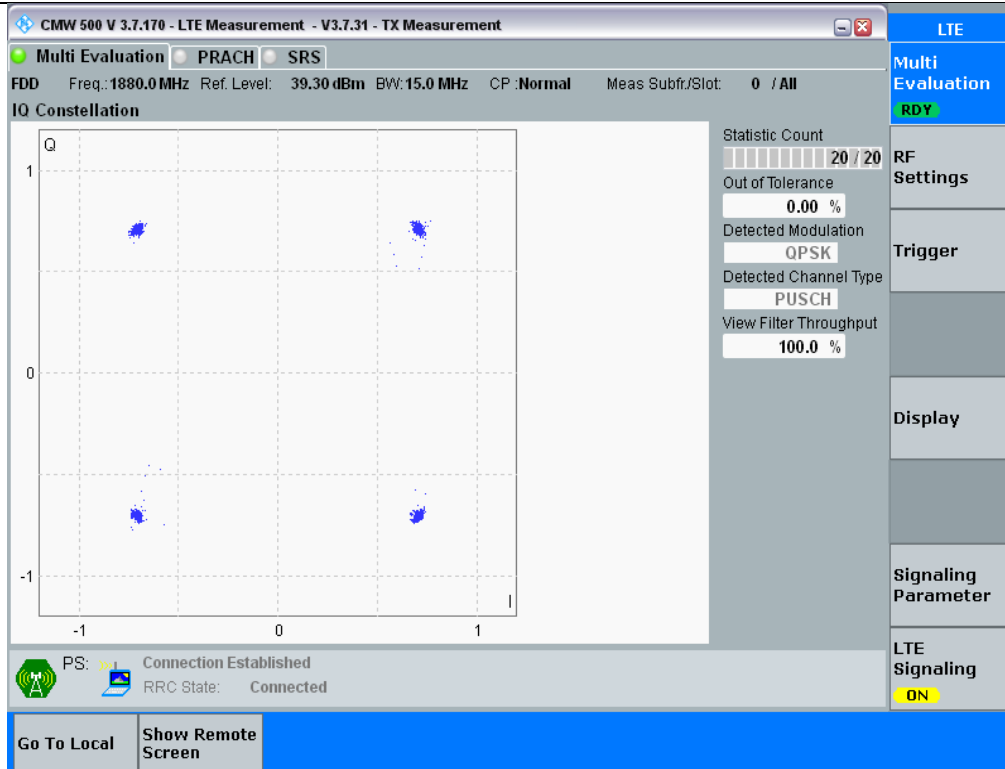 CMW 500 V 3.7.170 - LTE Measurement - V3.7.31 - TX Measurement
LTE
Multi Evaluation PRACH SRS
Multi Evaluation
RDY
FDD Freq.:1880.0 MHz Ref. Level: 39.30 dBm BW:15.0 MHz CP :Normal Meas Subfr./Slot: 0 / All
IQ Constellation
Q
1
0
-1
-1 0 1
I
Statistic Count
20 / 20
Out of Tolerance
0.00 %
Detected Modulation
QPSK
Detected Channel Type
PUSCH
View Filter Throughput
100.0 %
RF
Settings
Trigger
Display
Signaling
Parameter
LTE
Signaling
ON
PS: Connection Established
RRC State: Connected
Go To Local
Show Remote
Screen